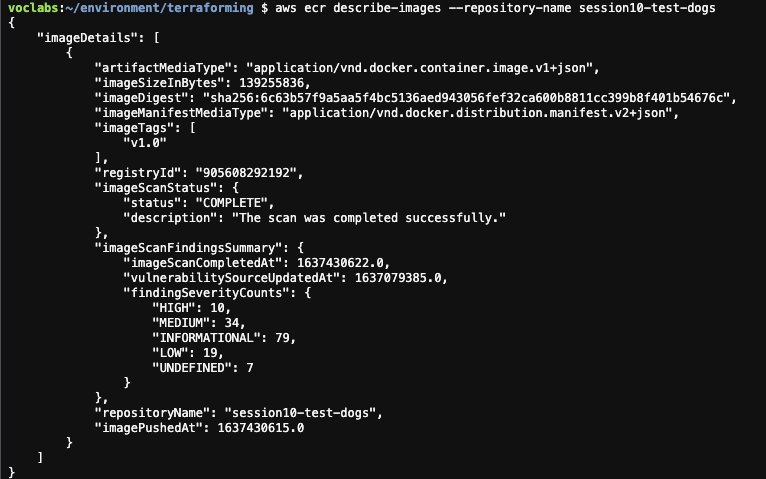 voclabs:~/environment/terraforming $ aws ecr describe-images --repository-name session10-test-dogs
{
    "imageDetails": [
        {
            "artifactMediaType": "application/vnd.docker.container.image.v1+json",
            "imageSizeInBytes": 139255836,
            "imageDigest": "sha256:6c63b57f9a5aa5f4bc5136aed943056fef32ca600b8811cc399b8f401b54676c",
            "imageManifestMediaType": "application/vnd.docker.distribution.manifest.v2+json",
            "imageTags": [
                "v1.0"
            ],
            "registryId": "905608292192",
            "imageScanStatus": {
                "status": "COMPLETE",
                "description": "The scan was completed successfully."
            },
            "imageScanFindingsSummary": {
                "imageScanCompletedAt": 1637430622.0,
                "vulnerabilitySourceUpdatedAt": 1637079385.0,
                "findingSeverityCounts": {
                    "HIGH": 10,
                    "MEDIUM": 34,
                    "INFORMATIONAL": 79,
                    "LOW": 19,
                    "UNDEFINED": 7
                }
            },
            "repositoryName": "session10-test-dogs",
            "imagePushedAt": 1637430615.0
        }
    ]
}